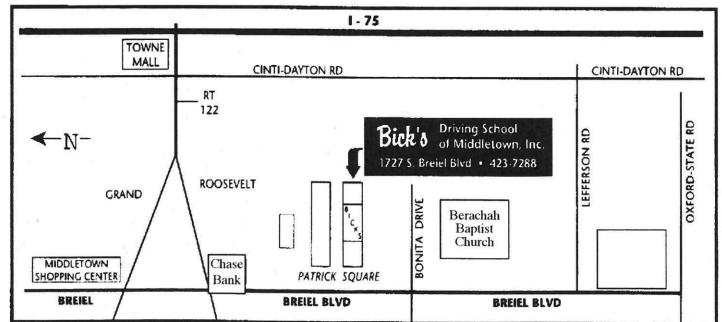 I - 75
TOWNE
MALL
CINTI-DAYTON RD
CINTI-DAYTON RD
RT
122
N
Bick's Driving School
of Middletown, Inc.
1727 S. Breiel Blvd • 423-7288
GRAND
ROOSEVELT
BICK'S
BONITA DRIVE
Berachah
Baptist
Church
LEFFERSON RD
OXFORD-STATE RD
MIDDLETOWN
SHOPPING CENTER
Chase
Bank
PATRICK SQUARE
BREIEL
BREIEL BLVD
BREIEL BLVD